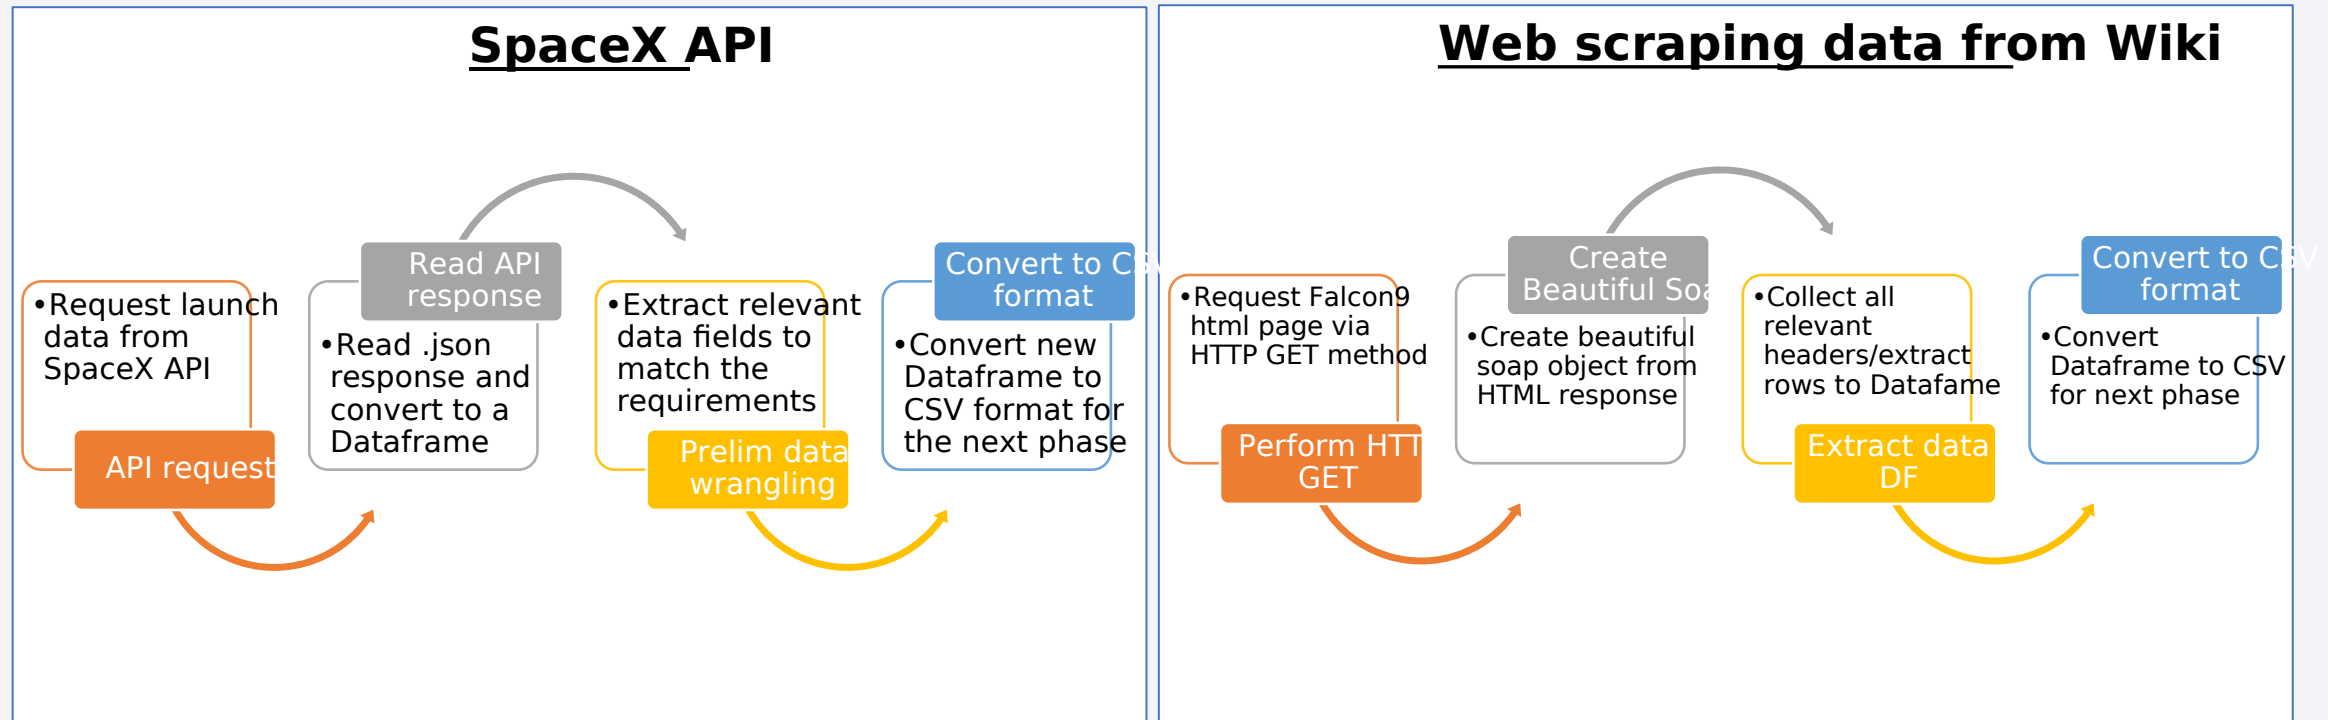 SpaceX API
•Request launch
data from
SpaceX API
API request
Read API
response
•Read .json
response and
convert to a
Dataframe
•Extract relevant
data fields to
match the
requirements
Prelim data
wrangling
Convert to CSV
format
•Convert new
Dataframe to
CSV format for
the next phase
Web scraping data from Wiki
•Request Falcon9
html page via
HTTP GET method
Perform HTT
GET
Create
Beautiful Soa
•Create beautiful
soap object from
HTML response
•Collect all
relevant
headers/extract
rows to Datafame
Extract data
DF
Convert to CSV
format
•Convert
Dataframe to CSV
for next phase